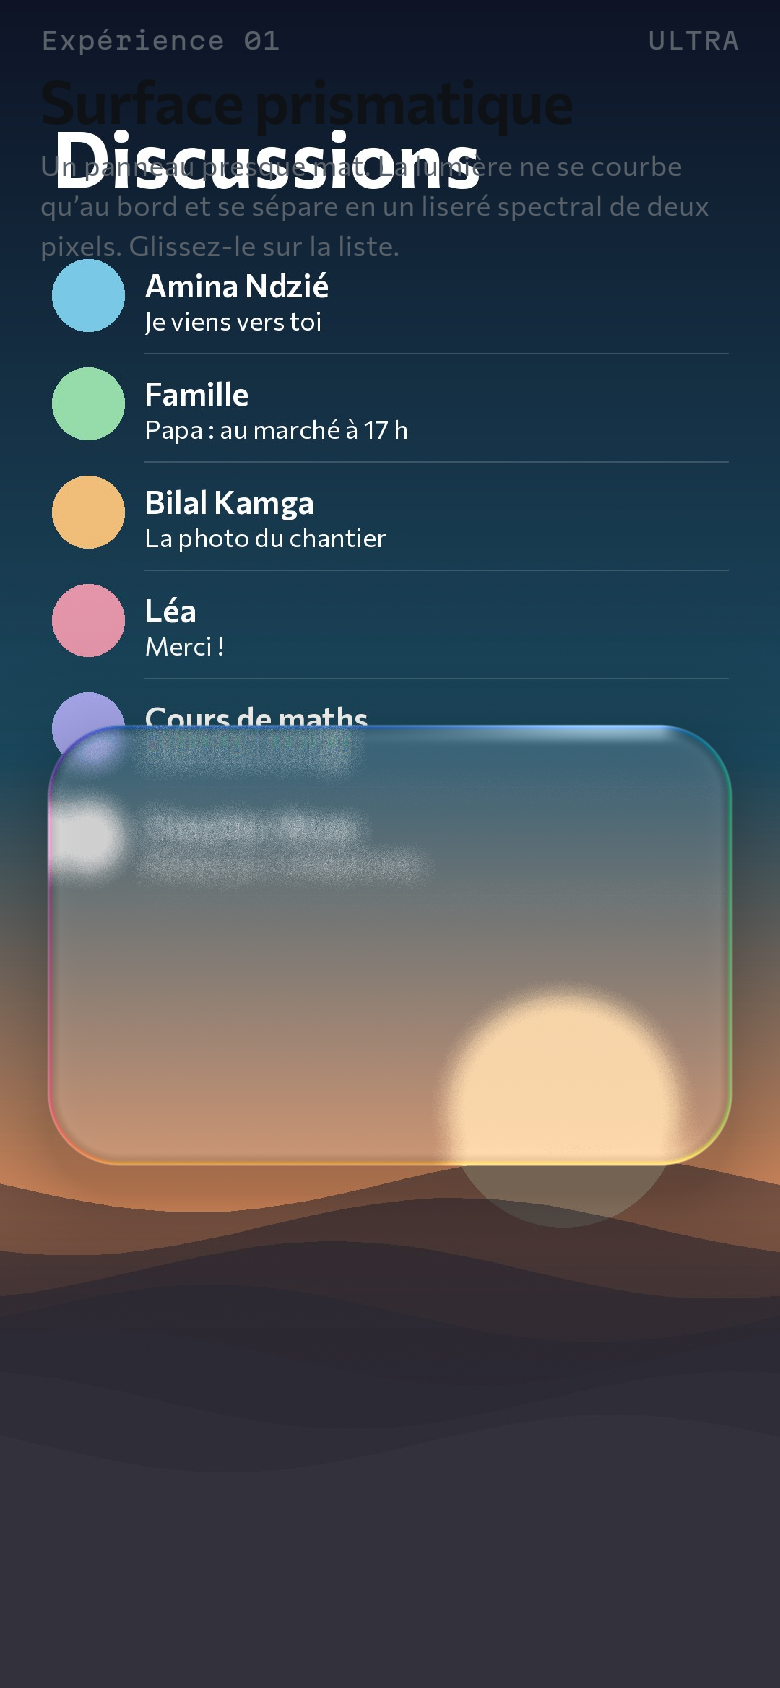 Expérience 01
ULTRA
Surface prismatique
Discussions
Un panneau presque mat. La lumière ne se courbe
qu’au bord et se sépare en un liseré spectral de deux
pixels. Glissez-le sur la liste.
Amina Ndzié
Je viens vers toi
Famille
Papa : au marché à 17 h
Bilal Kamga
La photo du chantier
Léa
Merci !
Cours de maths